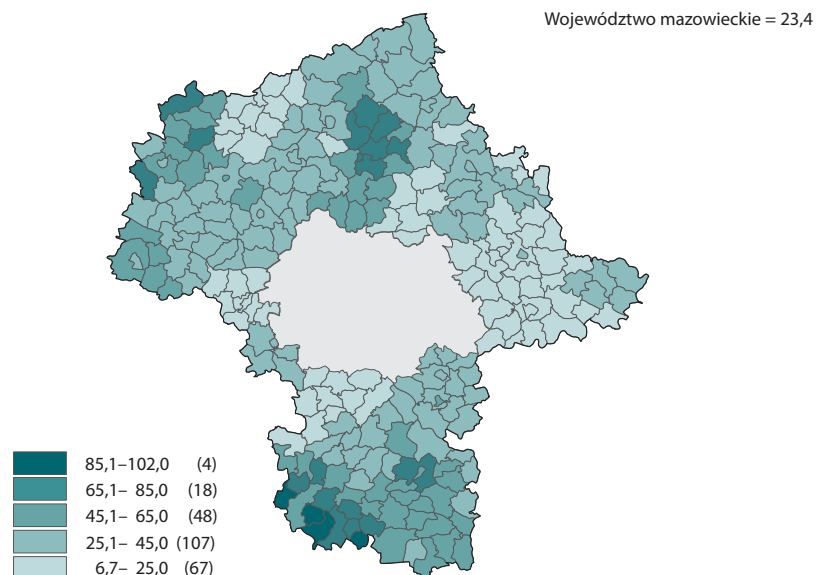 Województwo mazowieckie = 23,4
85,1–102,0 (4)
65,1– 85,0 (18)
45,1– 65,0 (48)
25,1– 45,0 (107)
6,7– 25,0 (67)